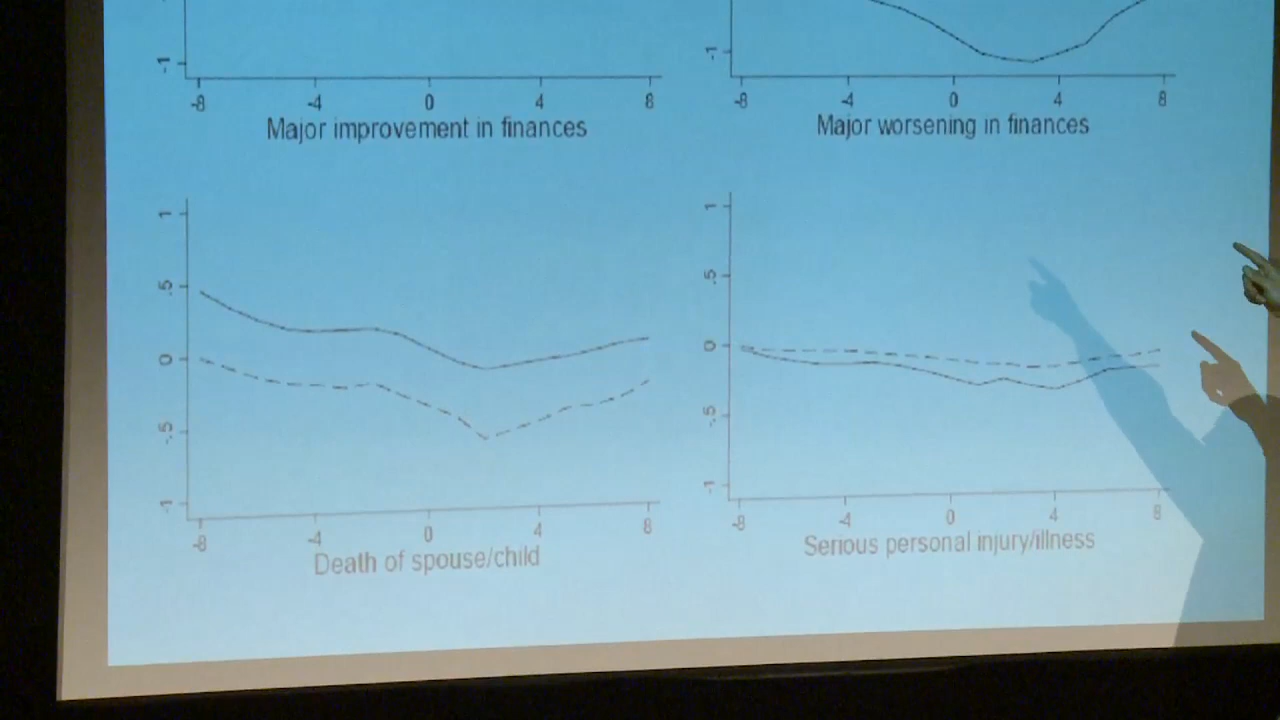 -1
-1
-8 -4 0 4 8
-8 -4 0 4 8
Major improvement in finances
Major worsening in finances
1
.5
0
-.5
-1
1
.5
0
-.5
-1
-8 -4 0 4 8
-8 -4 0 4 8
Death of spouse/child
Serious personal injury/illness